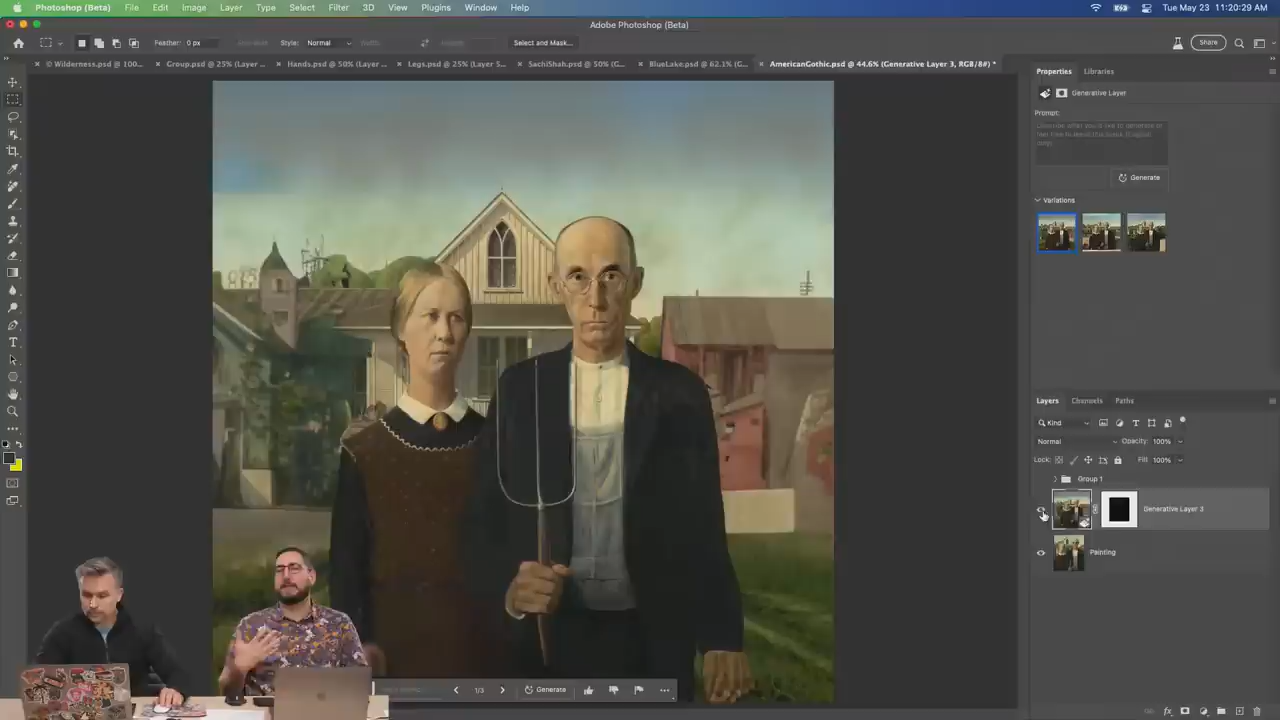 Photoshop (Beta) File Edit Image Layer Type Select Filter 3D View Plugins Window Help Tue May 23 11:20:29 AM
Adobe Photoshop (Beta)
Feather: 0 px Style: Normal Select and Mask... Share
© Wilderness.psd @ 100... Group.psd @ 25% (Layer ... Hands.psd @ 50% (Layer ... Legs.psd @ 25% (Layer 5... SachiShah.psd @ 50% (G... BlueLake.psd @ 62.1% (G... AmericanGothic.psd @ 44.6% (Generative Layer 3, RGB/8#) *
Properties Libraries
Generative Layer
Prompt:
Generate
Variations
Layers Channels Paths
Kind
Normal Opacity: 100%
Lock: Fill: 100%
Group 1
Generative Layer 3
Painting
1/3 Generate